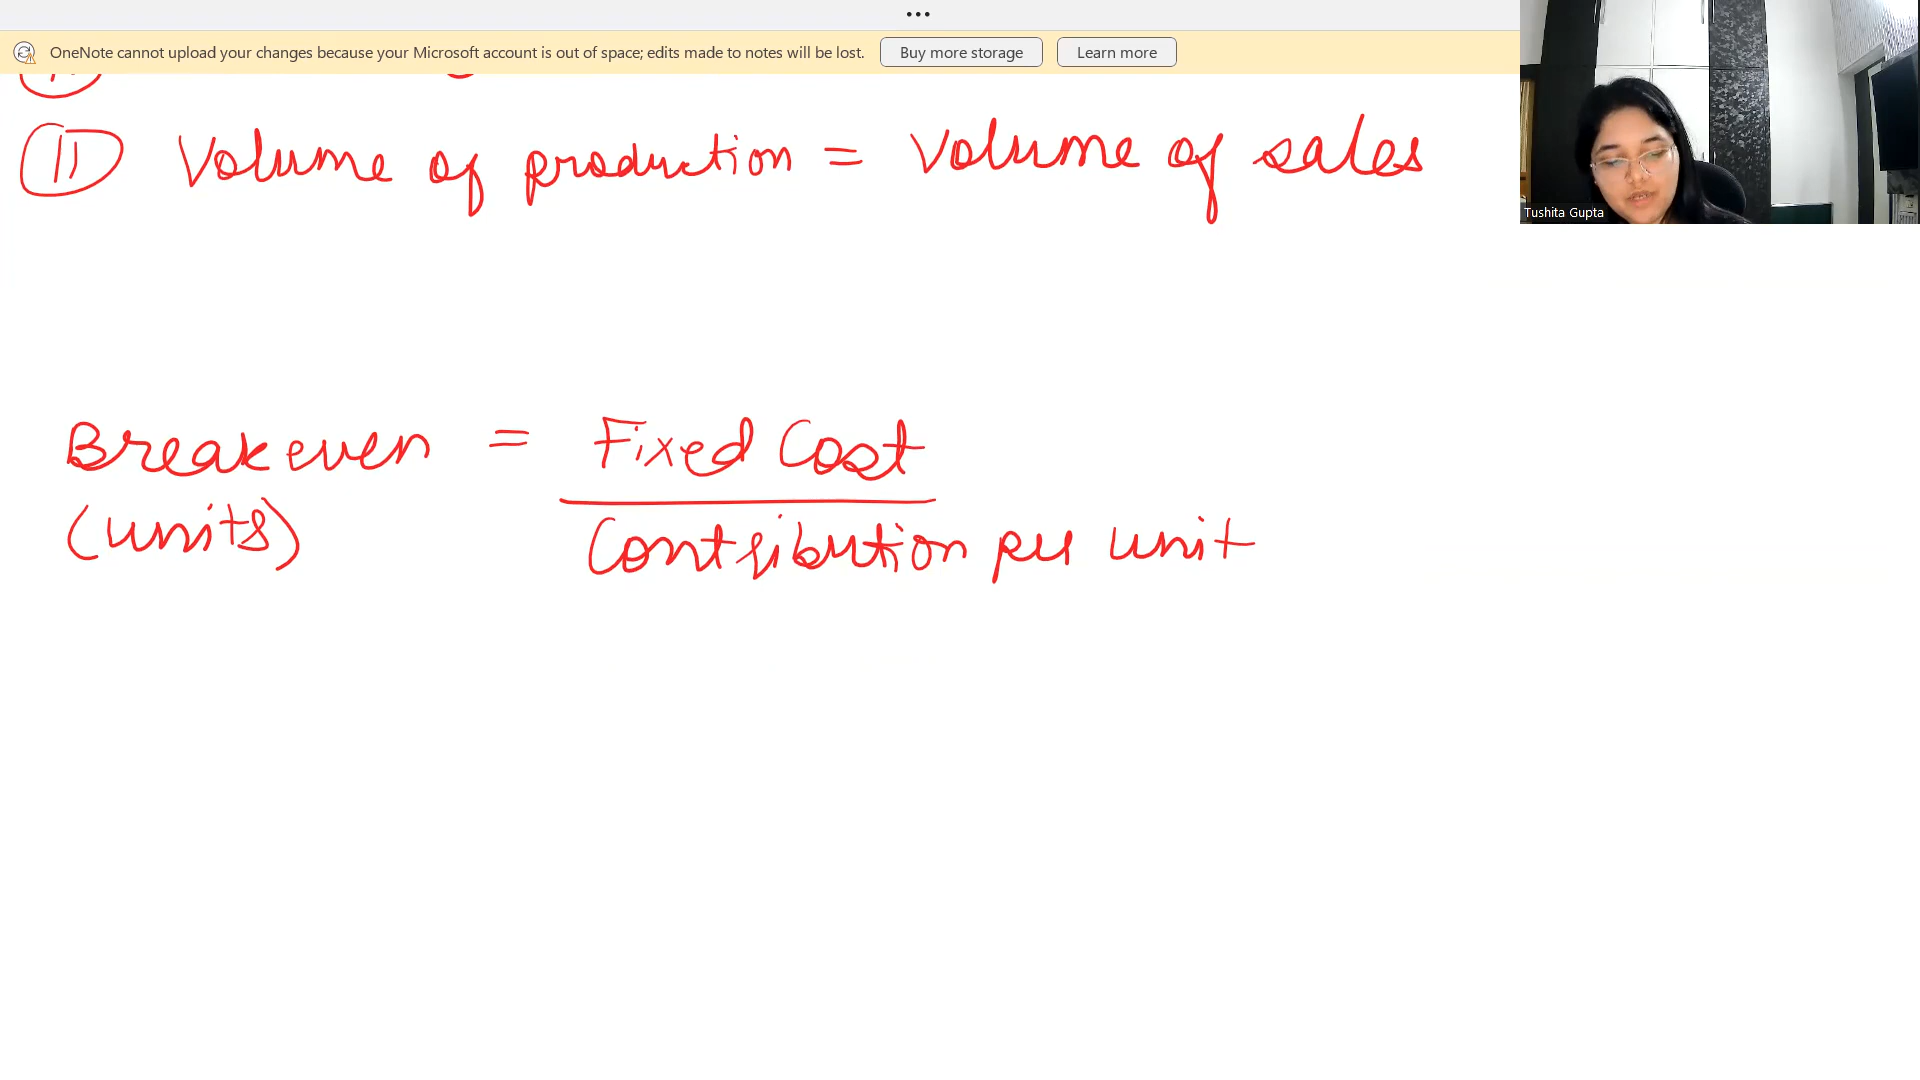 ...
OneNote cannot upload your changes because your Microsoft account is out of space; edits made to notes will be lost. Buy more storage Learn more
Tushita Gupta
11 Volume of production = Volume of sales
Breakeven = Fixed Cost
(units) Contribution per unit